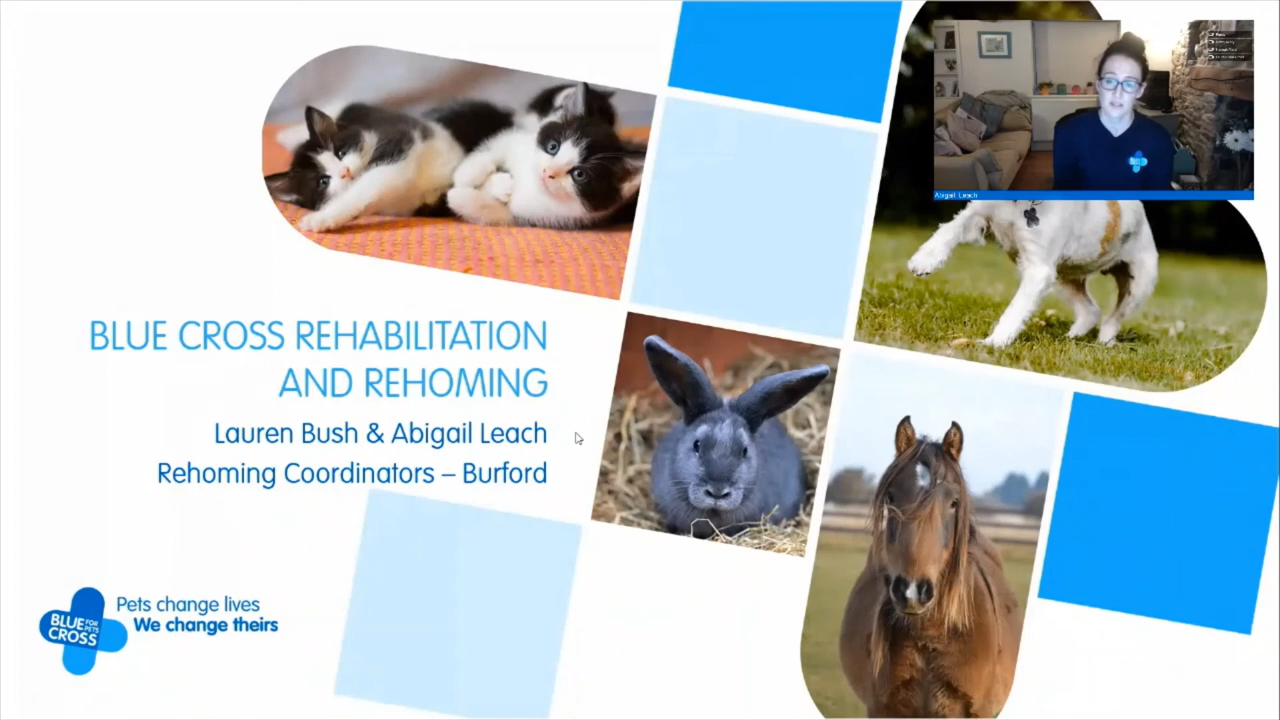 Abigail Leach
BLUE CROSS REHABILITATION
AND REHOMING
Lauren Bush & Abigail Leach
Rehoming Coordinators – Burford
BLUE FOR PETS CROSS
Pets change lives
We change theirs